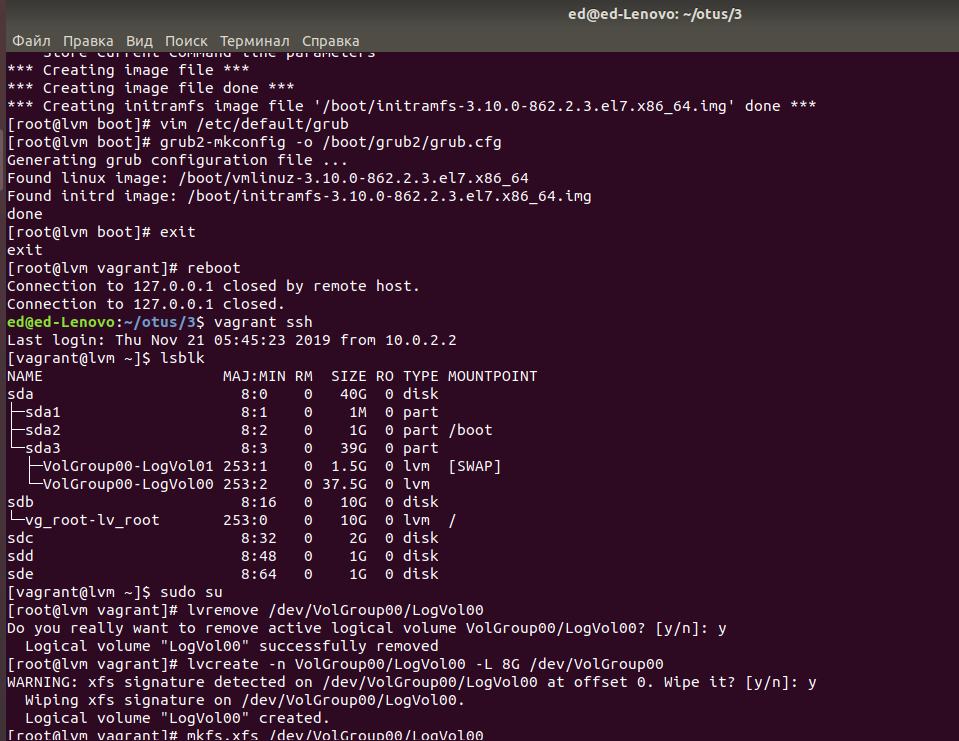 ed@ed-Lenovo: ~/otus/3
Файл Правка Вид Поиск Терминал Справка
Store current command line parameters
*** Creating image file ***
*** Creating image file done ***
*** Creating initramfs image file '/boot/initramfs-3.10.0-862.2.3.el7.x86_64.img' done ***
[root@lvm boot]# vim /etc/default/grub
[root@lvm boot]# grub2-mkconfig -o /boot/grub2/grub.cfg
Generating grub configuration file ...
Found linux image: /boot/vmlinuz-3.10.0-862.2.3.el7.x86_64
Found initrd image: /boot/initramfs-3.10.0-862.2.3.el7.x86_64.img
done
[root@lvm boot]# exit
exit
[root@lvm vagrant]# reboot
Connection to 127.0.0.1 closed by remote host.
Connection to 127.0.0.1 closed.
ed@ed-Lenovo:~/otus/3$ vagrant ssh
Last login: Thu Nov 21 05:45:23 2019 from 10.0.2.2
[vagrant@lvm ~]$ lsblk
NAME                    MAJ:MIN RM  SIZE RO TYPE MOUNTPOINT
sda                       8:0    0   40G  0 disk
├─sda1                    8:1    0    1M  0 part
├─sda2                    8:2    0    1G  0 part /boot
└─sda3                    8:3    0   39G  0 part
  ├─VolGroup00-LogVol01 253:1    0  1.5G  0 lvm  [SWAP]
  └─VolGroup00-LogVol00 253:2    0 37.5G  0 lvm
sdb                       8:16   0   10G  0 disk
└─vg_root-lv_root       253:0    0   10G  0 lvm  /
sdc                       8:32   0    2G  0 disk
sdd                       8:48   0    1G  0 disk
sde                       8:64   0    1G  0 disk
[vagrant@lvm ~]$ sudo su
[root@lvm vagrant]# lvremove /dev/VolGroup00/LogVol00
Do you really want to remove active logical volume VolGroup00/LogVol00? [y/n]: y
  Logical volume "LogVol00" successfully removed
[root@lvm vagrant]# lvcreate -n VolGroup00/LogVol00 -L 8G /dev/VolGroup00
WARNING: xfs signature detected on /dev/VolGroup00/LogVol00 at offset 0. Wipe it? [y/n]: y
  Wiping xfs signature on /dev/VolGroup00/LogVol00.
  Logical volume "LogVol00" created.
[root@lvm vagrant]# mkfs.xfs /dev/VolGroup00/LogVol00